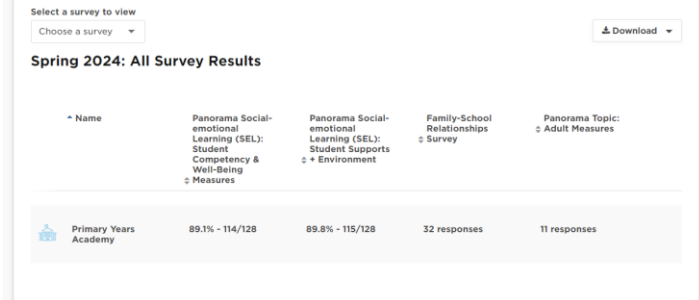 Select a survey to view
Choose a survey
Download
Spring 2024: All Survey Results
Name
Panorama Social-
emotional
Learning (SEL):
Student
Competency &
Well-Being
Measures
Panorama Social-
emotional
Learning (SEL):
Student Supports
+ Environment
Family-School
Relationships
Survey
Panorama Topic:
Adult Measures
Primary Years
Academy
89.1% - 114/128
89.8% - 115/128
32 responses
11 responses